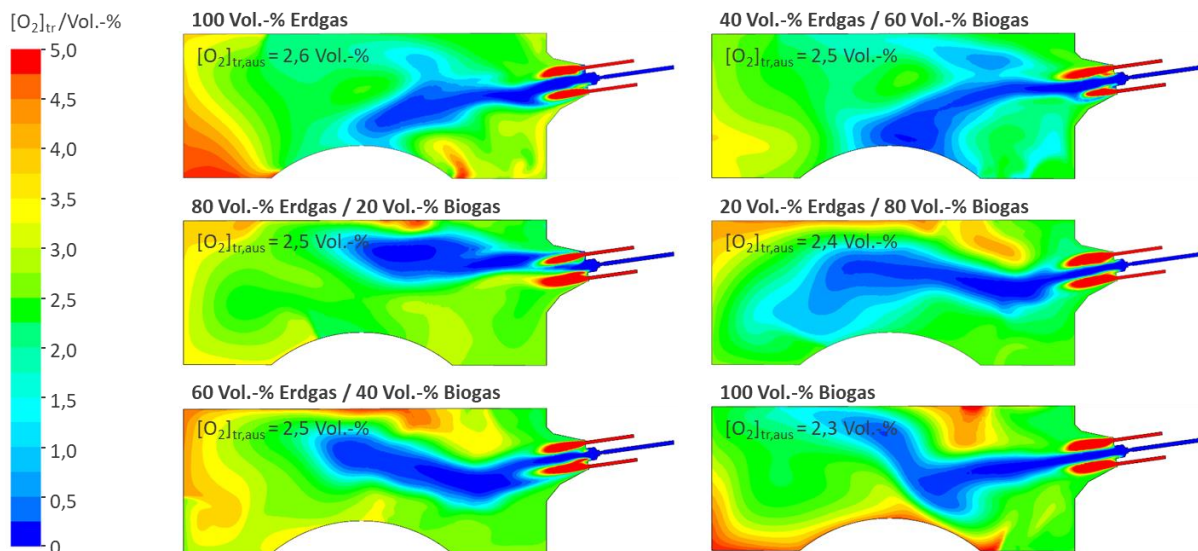 [O₂]tr/Vol.-%
5,0
4,5
4,0
3,5
3,0
2,5
2,0
1,5
1,0
0,5
0
100 Vol.-% Erdgas
[O₂]tr,aus = 2,6 Vol.-%
40 Vol.-% Erdgas / 60 Vol.-% Biogas
[O₂]tr,aus = 2,5 Vol.-%
80 Vol.-% Erdgas / 20 Vol.-% Biogas
[O₂]tr,aus = 2,5 Vol.-%
20 Vol.-% Erdgas / 80 Vol.-% Biogas
[O₂]tr,aus = 2,4 Vol.-%
60 Vol.-% Erdgas / 40 Vol.-% Biogas
[O₂]tr,aus = 2,5 Vol.-%
100 Vol.-% Biogas
[O₂]tr,aus = 2,3 Vol.-%